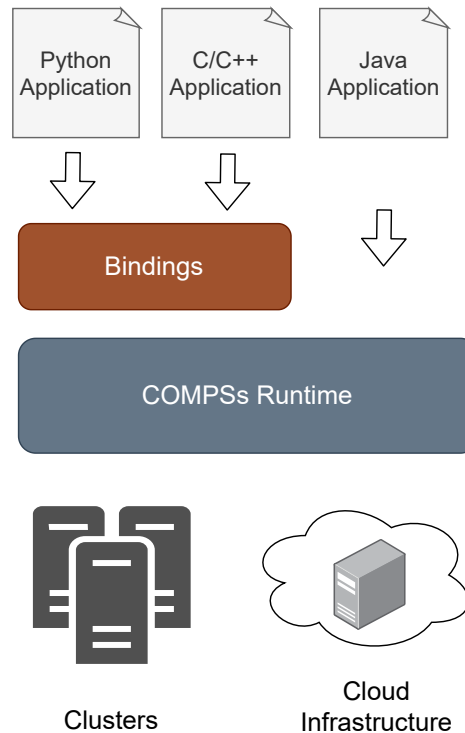 Python
Application
C/C++
Application
Java
Application
Bindings
COMPSs Runtime
Clusters
Cloud
Infrastructure